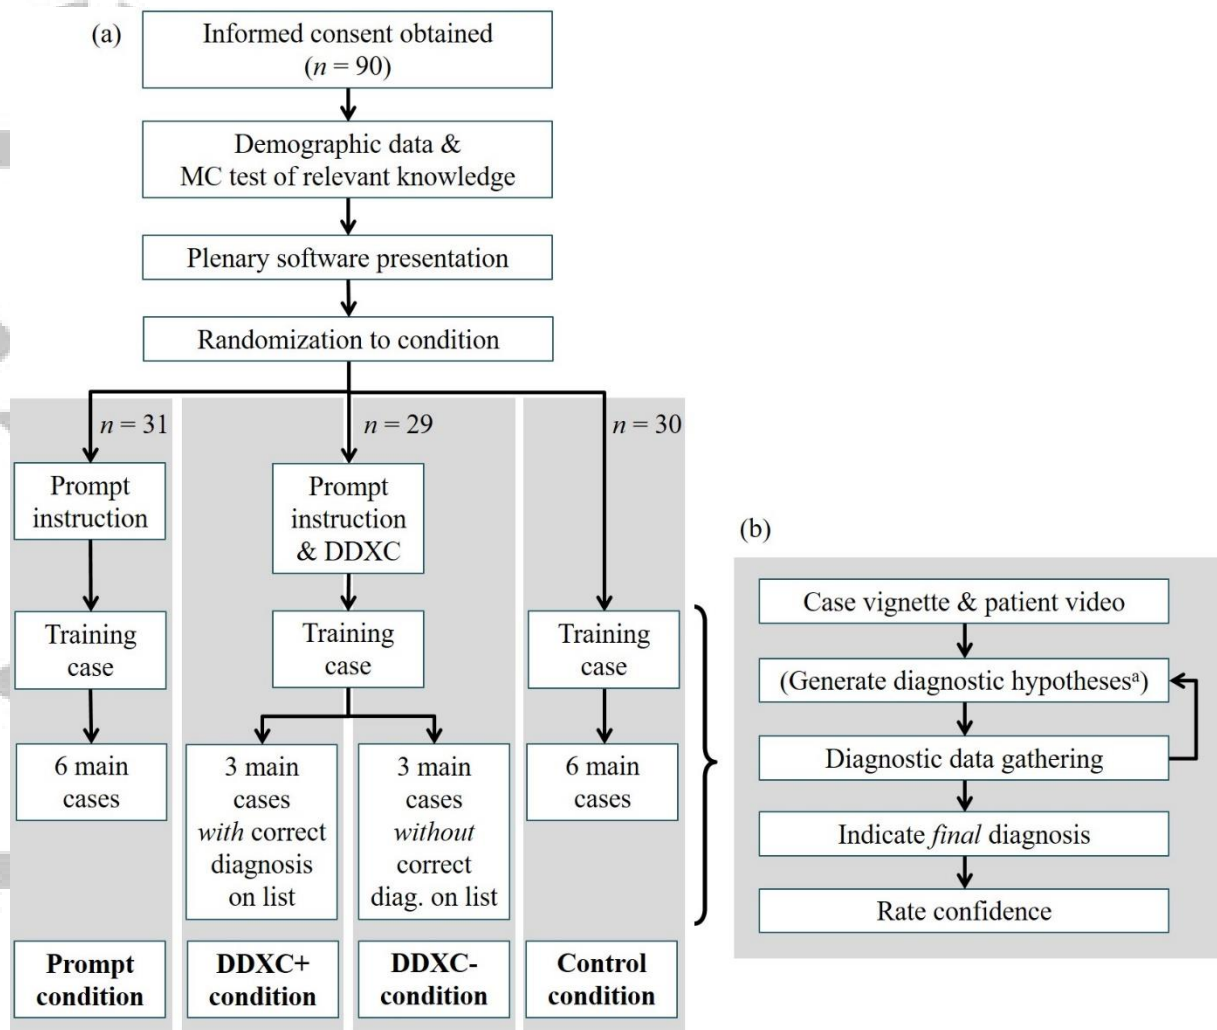 (a)
Informed consent obtained
(n = 90)
Demographic data &
MC test of relevant knowledge
Plenary software presentation
Randomization to condition
n = 31
n = 29
n = 30
Prompt
instruction
Prompt
instruction
& DDXC
Training
case
Training
case
Training
case
6 main
cases
3 main
cases
with correct
diagnosis
on list
3 main
cases
without
correct
diag. on list
6 main
cases
Prompt
condition
DDXC+
condition
DDXC-
condition
Control
condition
(b)
Case vignette & patient video
(Generate diagnostic hypothesesᵃ)
Diagnostic data gathering
Indicate final diagnosis
Rate confidence